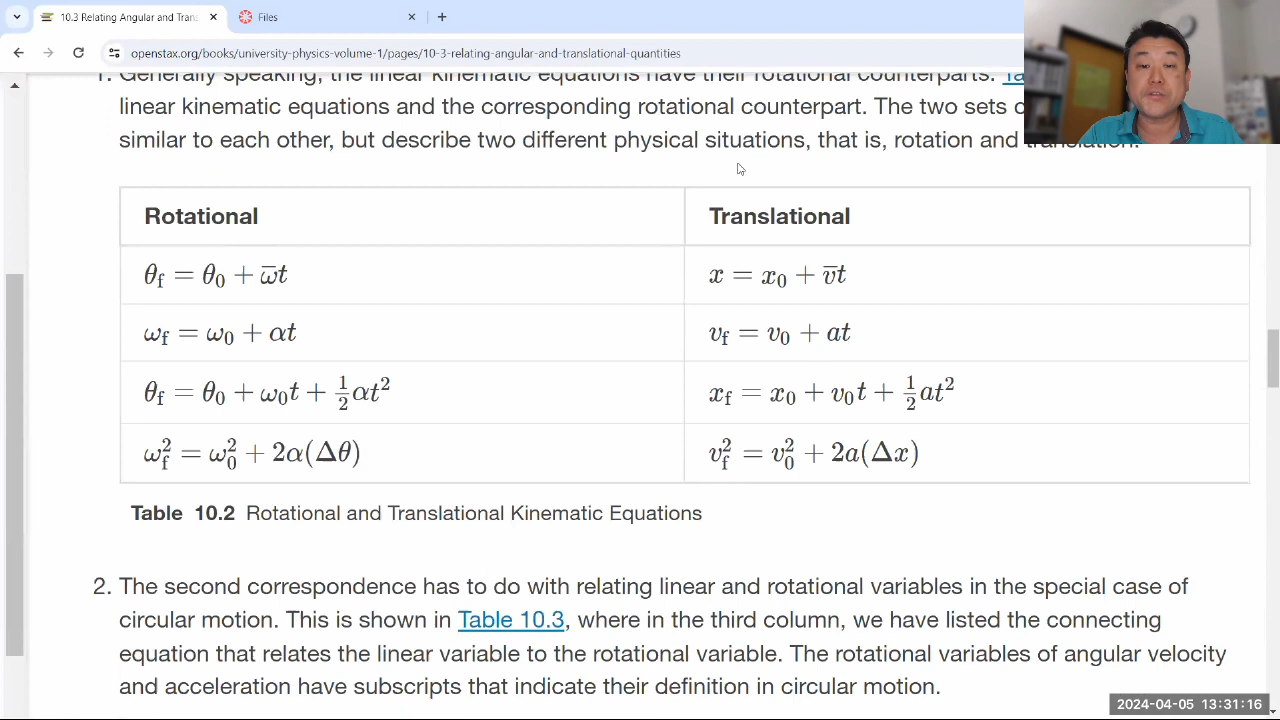 10.3 Relating Angular and Trans
Files
openstax.org/books/university-physics-volume-1/pages/10-3-relating-angular-and-translational-quantities
1. Generally speaking, the linear kinematic equations have their rotational counterparts.
linear kinematic equations and the corresponding rotational counterpart. The two sets
similar to each other, but describe two different physical situations, that is, rotation and translation.
Rotational Translational
θf = θ0 + ω̅t x = x0 + v̅t
ωf = ω0 + αt vf = v0 + at
θf = θ0 + ω0t + ½αt² xf = x0 + v0t + ½at²
ωf² = ω0² + 2α(Δθ) vf² = v0² + 2a(Δx)
Table 10.2 Rotational and Translational Kinematic Equations
2. The second correspondence has to do with relating linear and rotational variables in the special case of
circular motion. This is shown in Table 10.3, where in the third column, we have listed the connecting
equation that relates the linear variable to the rotational variable. The rotational variables of angular velocity
and acceleration have subscripts that indicate their definition in circular motion.
2024-04-05 13:31:16